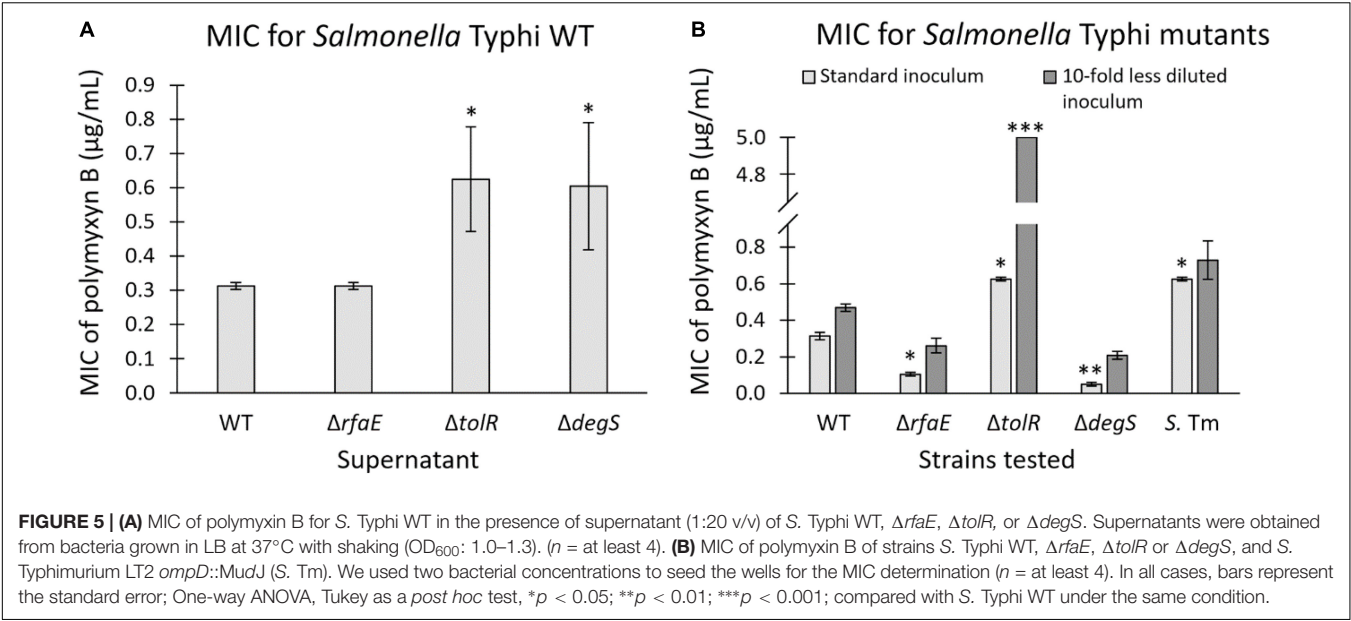 A
MIC for Salmonella Typhi WT
MIC of polymyxyn B (µg/mL)
0.9
0.8
0.7
0.6
0.5
0.4
0.3
0.2
0.1
0.0
*
*
WT
ΔrfaE
ΔtolR
ΔdegS
Supernatant
B
MIC for Salmonella Typhi mutants
Standard inoculum
10-fold less diluted
inoculum
MIC of polymyxyn B (µg/mL)
5.0
4.8
0.8
0.6
0.4
0.2
0.0
*
*
***
**
*
WT
ΔrfaE
ΔtolR
ΔdegS
S. Tm
Strains tested
FIGURE 5 | (A) MIC of polymyxin B for S. Typhi WT in the presence of supernatant (1:20 v/v) of S. Typhi WT, ΔrfaE, ΔtolR, or ΔdegS. Supernatants were obtained
from bacteria grown in LB at 37°C with shaking (OD600: 1.0–1.3). (n = at least 4). (B) MIC of polymyxin B of strains S. Typhi WT, ΔrfaE, ΔtolR or ΔdegS, and S.
Typhimurium LT2 ompD::MudJ (S. Tm). We used two bacterial concentrations to seed the wells for the MIC determination (n = at least 4). In all cases, bars represent
the standard error; One-way ANOVA, Tukey as a post hoc test, *p < 0.05; **p < 0.01; ***p < 0.001; compared with S. Typhi WT under the same condition.